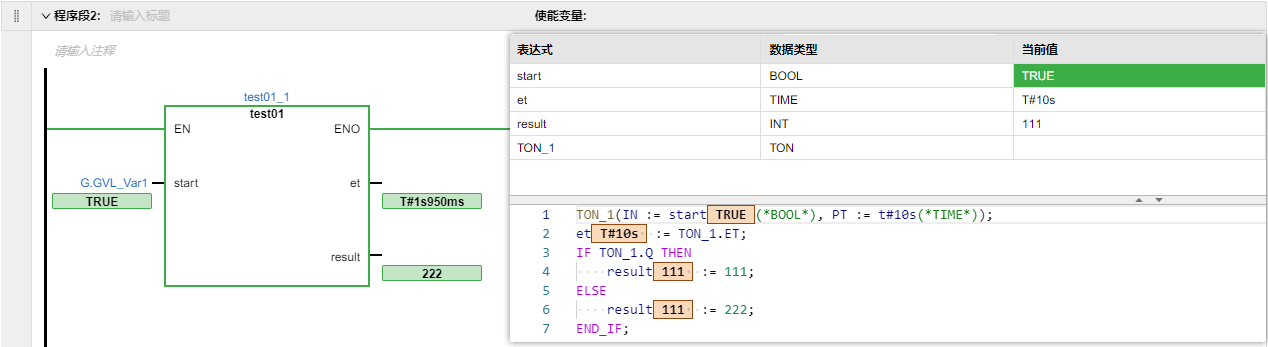 程序段2: 请输入标题 使能变量:
请输入注释
test01_1
test01
EN ENO
G.GVL_Var1 start et
TRUE T#1s950ms
result
222
表达式 数据类型 当前值
start BOOL TRUE
et TIME T#10s
result INT 111
TON_1 TON
1 TON_1(IN := start TRUE (*BOOL*), PT := t#10s(*TIME*));
2 et T#10s := TON_1.ET;
3 IF TON_1.Q THEN
4 result 111 := 111;
5 ELSE
6 result 111 := 222;
7 END_IF;